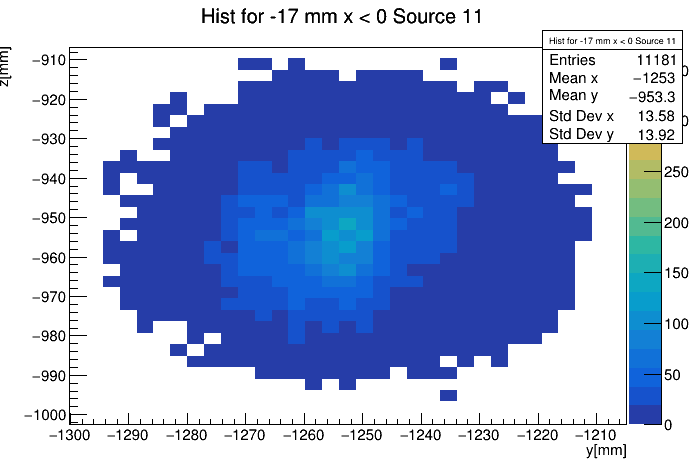 Hist for -17 mm x < 0 Source 11
Hist for -17 mm x < 0 Source 11
Entries 11181
Mean x −1253
Mean y −953.3
Std Dev x 13.58
Std Dev y 13.92
z[mm]
−910
−920
−930
−940
−950
−960
−970
−980
−990
−1000
−1300 −1290 −1280 −1270 −1260 −1250 −1240 −1230 −1220 −1210
y[mm]
250
200
150
100
50
0